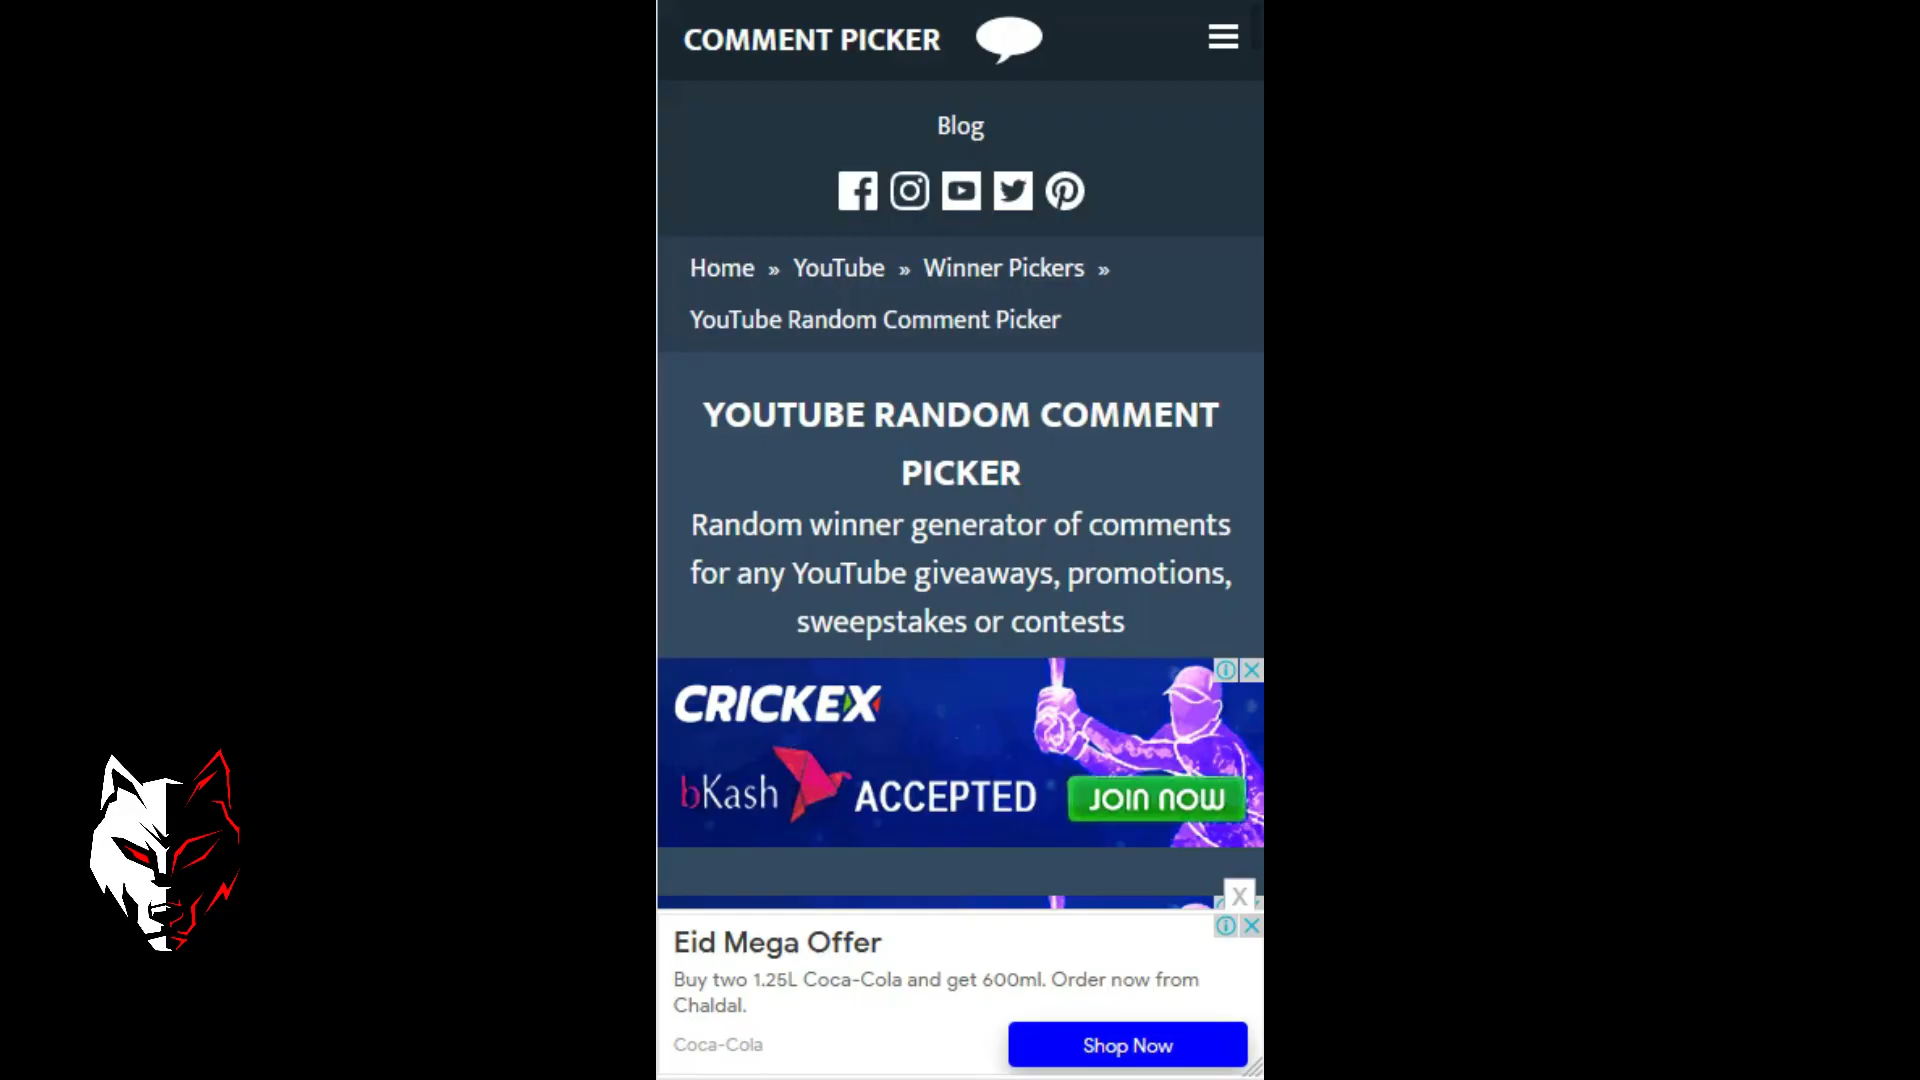 COMMENT PICKER
Blog
Home » YouTube » Winner Pickers »
YouTube Random Comment Picker
YOUTUBE RANDOM COMMENT
PICKER
Random winner generator of comments
for any YouTube giveaways, promotions,
sweepstakes or contests
CRICKEX
bKash ACCEPTED
JOIN NOW
X
Eid Mega Offer
Buy two 1.25L Coca-Cola and get 600ml. Order now from
Chaldal.
Coca-Cola
Shop Now